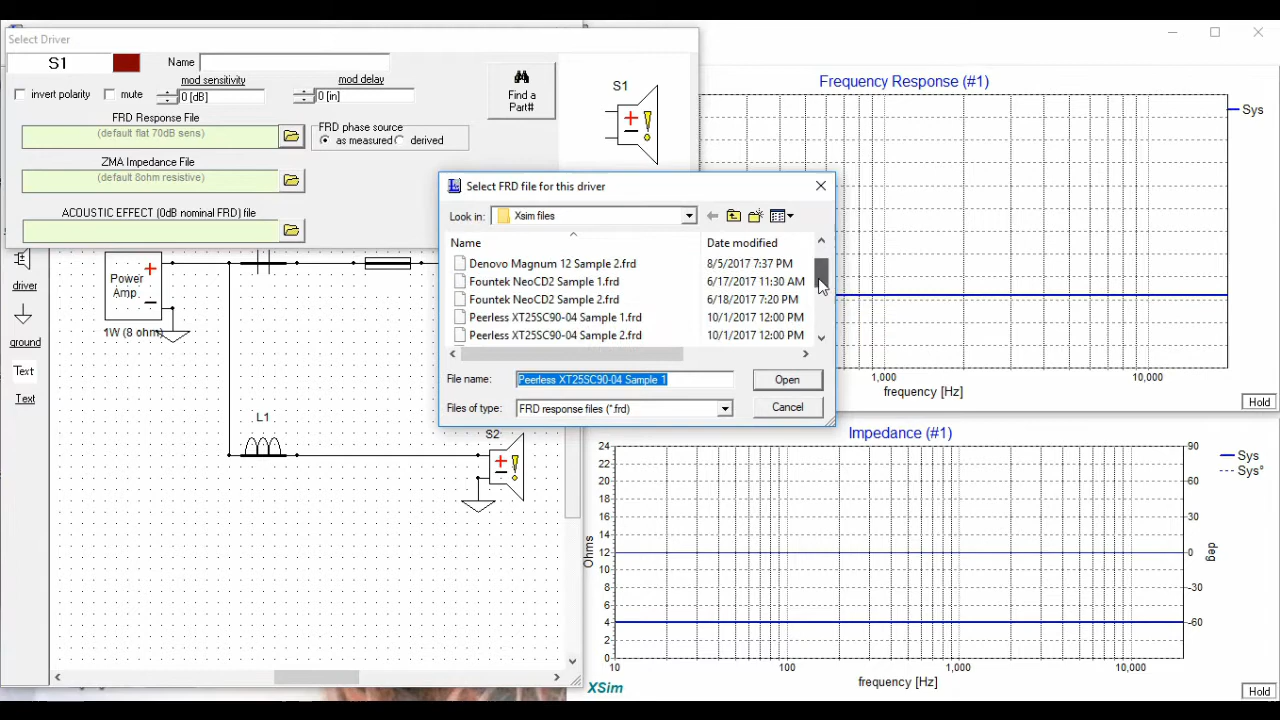 Select Driver
S1
Name
mod sensitivity
mod delay
invert polarity
mute
0 [dB]
0 [in]
Find a
Part#
S1
FRD Response File
(default flat 70dB sens)
FRD phase source
as measured
derived
ZMA Impedance File
(default 8ohm resistive)
ACOUSTIC EFFECT (0dB nominal FRD) file
Select FRD file for this driver
Look in:
Xsim files
Name
Date modified
Denovo Magnum 12 Sample 2.frd
8/5/2017 7:37 PM
Fountek NeoCD2 Sample 1.frd
6/17/2017 11:30 AM
Fountek NeoCD2 Sample 2.frd
6/18/2017 7:20 PM
Peerless XT25SC90-04 Sample 1.frd
10/1/2017 12:00 PM
Peerless XT25SC90-04 Sample 2.frd
10/1/2017 12:00 PM
File name:
Peerless XT25SC90-04 Sample 1
Open
Files of type:
FRD response files (*.frd)
Cancel
driver
ground
Text
Text
Power
Amp
1W (8 ohm)
L1
S2
Frequency Response (#1)
Sys
1,000
10,000
frequency [Hz]
Hold
Impedance (#1)
24
22
20
18
16
14
12
10
8
6
4
2
0
Ohms
90
60
30
0
-30
-60
deg
Sys
Sys°
10
100
1,000
10,000
frequency [Hz]
XSim
Hold